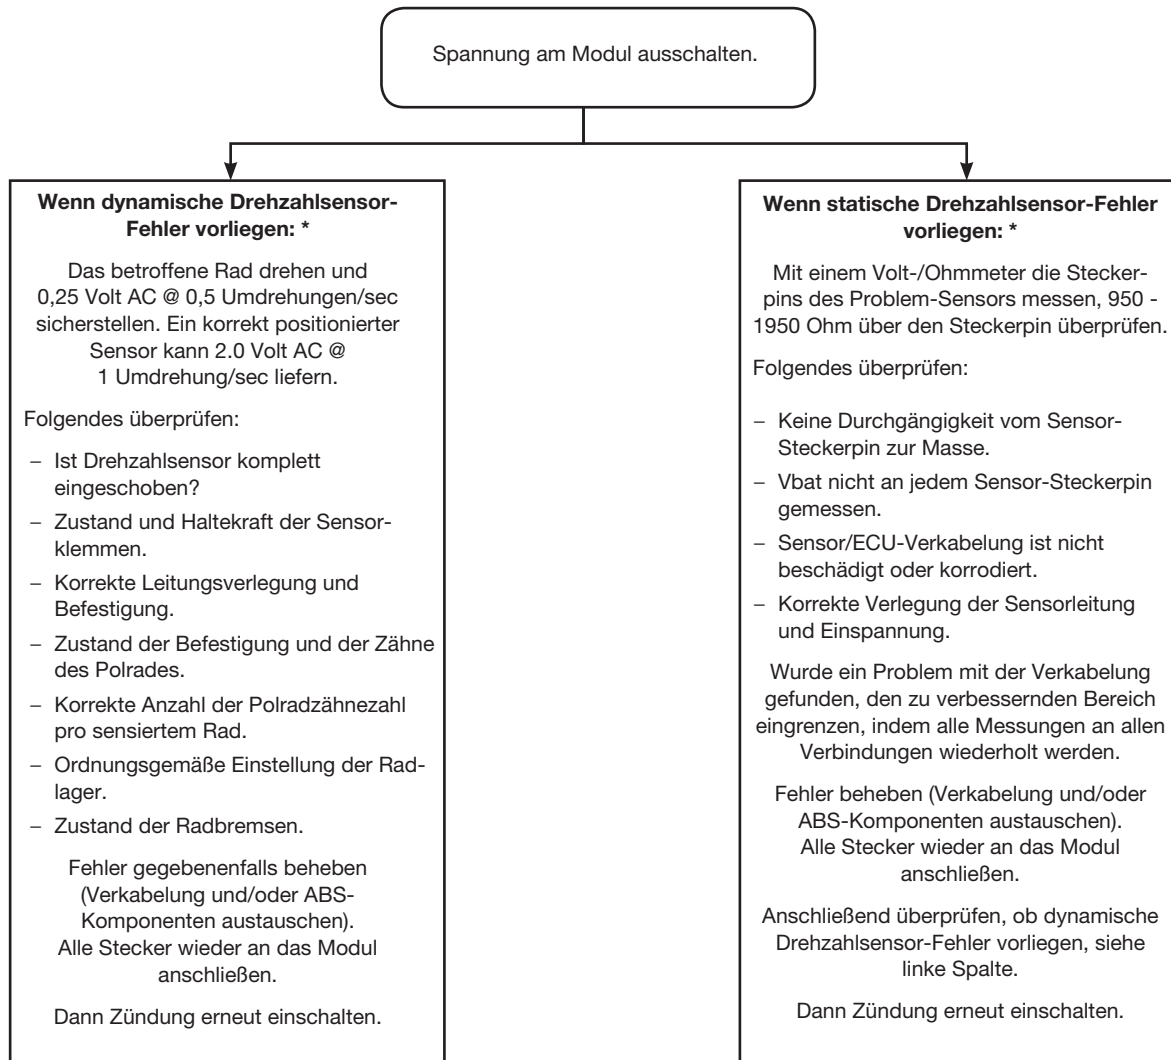 Spannung am Modul ausschalten.
Wenn dynamische Drehzahlsensor-
Fehler vorliegen: *
Das betroffene Rad drehen und
0,25 Volt AC @ 0,5 Umdrehungen/sec
sicherstellen. Ein korrekt positionierter
Sensor kann 2.0 Volt AC @
1 Umdrehung/sec liefern.
Folgendes überprüfen:
– Ist Drehzahlsensor komplett
eingeschoben?
– Zustand und Haltekraft der Sensor-
klemmen.
– Korrekte Leitungsverlegung und
Befestigung.
– Zustand der Befestigung und der Zähne
des Polrades.
– Korrekte Anzahl der Polradzähnezahl
pro sensiertem Rad.
– Ordnungsgemäße Einstellung der Rad-
lager.
– Zustand der Radbremsen.
Fehler gegebenenfalls beheben
(Verkabelung und/oder ABS-
Komponenten austauschen).
Alle Stecker wieder an das Modul
anschließen.
Dann Zündung erneut einschalten.
Wenn statische Drehzahlsensor-Fehler
vorliegen: *
Mit einem Volt-/Ohmmeter die Stecker-
pins des Problem-Sensors messen, 950 -
1950 Ohm über den Steckerpin überprüfen.
Folgendes überprüfen:
– Keine Durchgängigkeit vom Sensor-
Steckerpin zur Masse.
– Vbat nicht an jedem Sensor-Steckerpin
gemessen.
– Sensor/ECU-Verkabelung ist nicht
beschädigt oder korrodiert.
– Korrekte Verlegung der Sensorleitung
und Einspannung.
Wurde ein Problem mit der Verkabelung
gefunden, den zu verbessernden Bereich
eingrenzen, indem alle Messungen an allen
Verbindungen wiederholt werden.
Fehler beheben (Verkabelung und/oder
ABS-Komponenten austauschen).
Alle Stecker wieder an das Modul
anschließen.
Anschließend überprüfen, ob dynamische
Drehzahlsensor-Fehler vorliegen, siehe
linke Spalte.
Dann Zündung erneut einschalten.